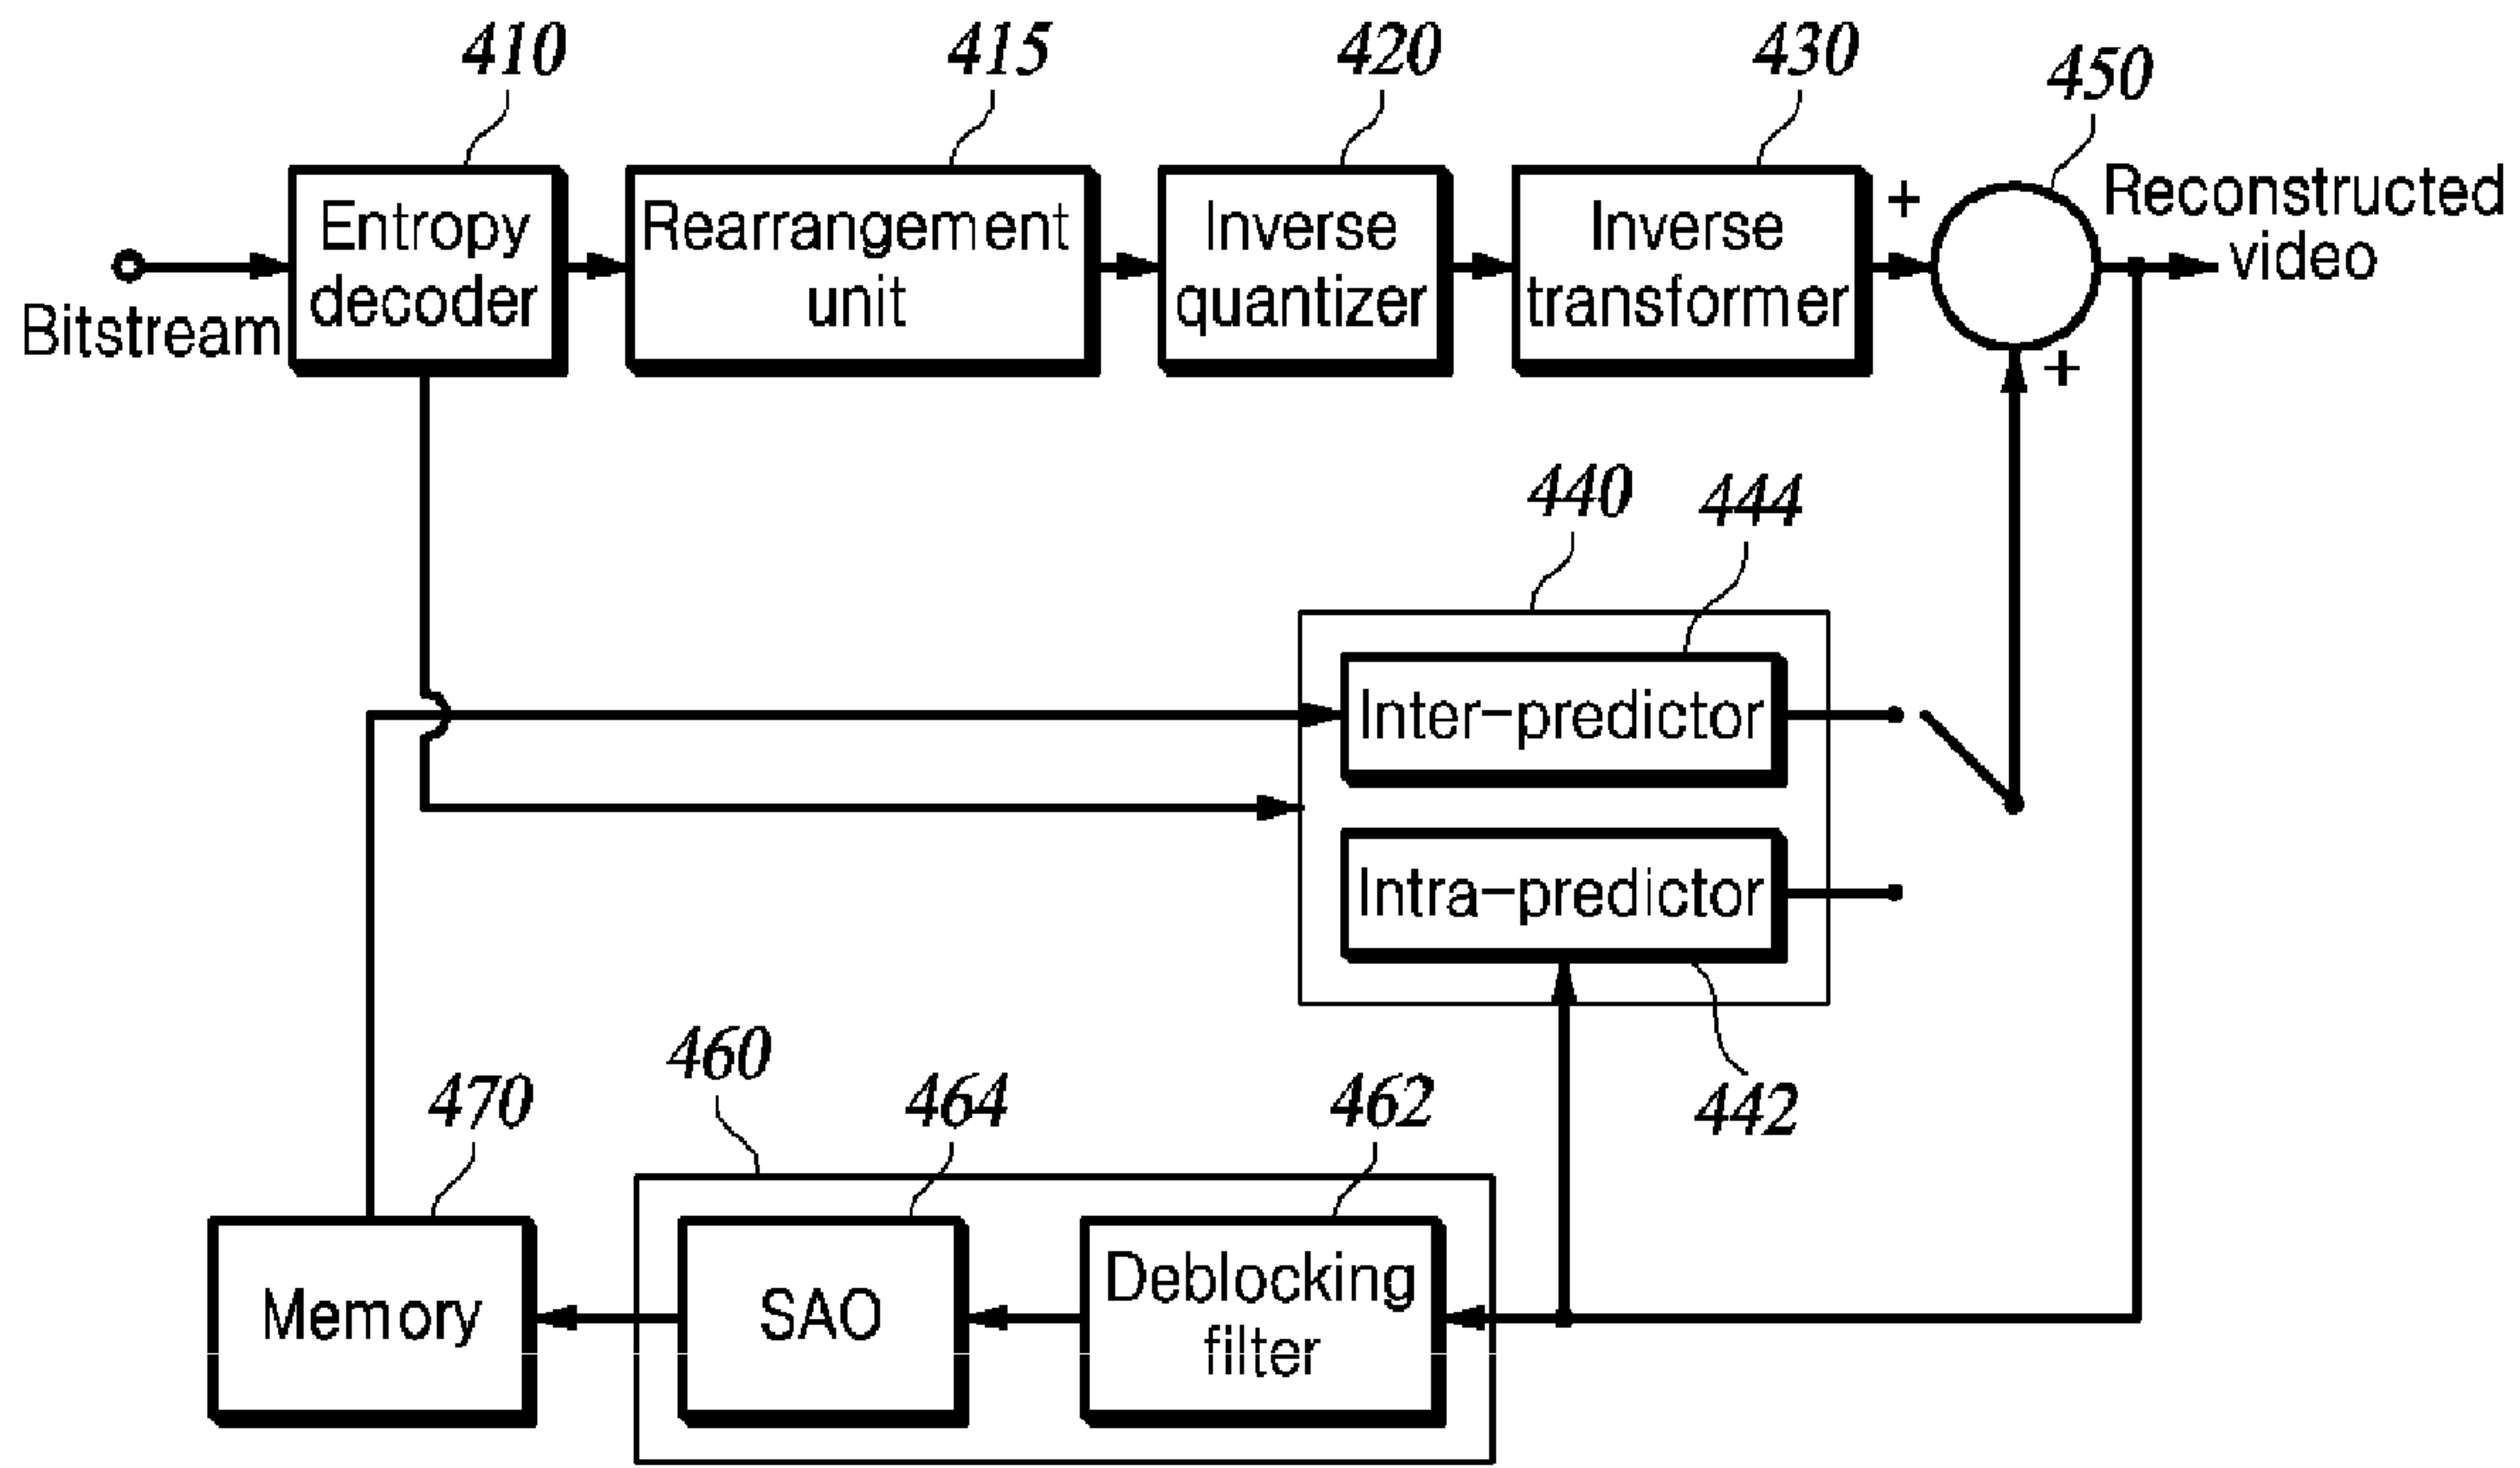 410
415
420
430
450
Entropy
decoder
Rearrangement
unit
Inverse
quantizer
Inverse
transformer
+
Reconstructed
video
Bitstream
+
440
444
Inter-predictor
Intra-predictor
442
460
470
464
462
Memory
SAO
Deblocking
filter